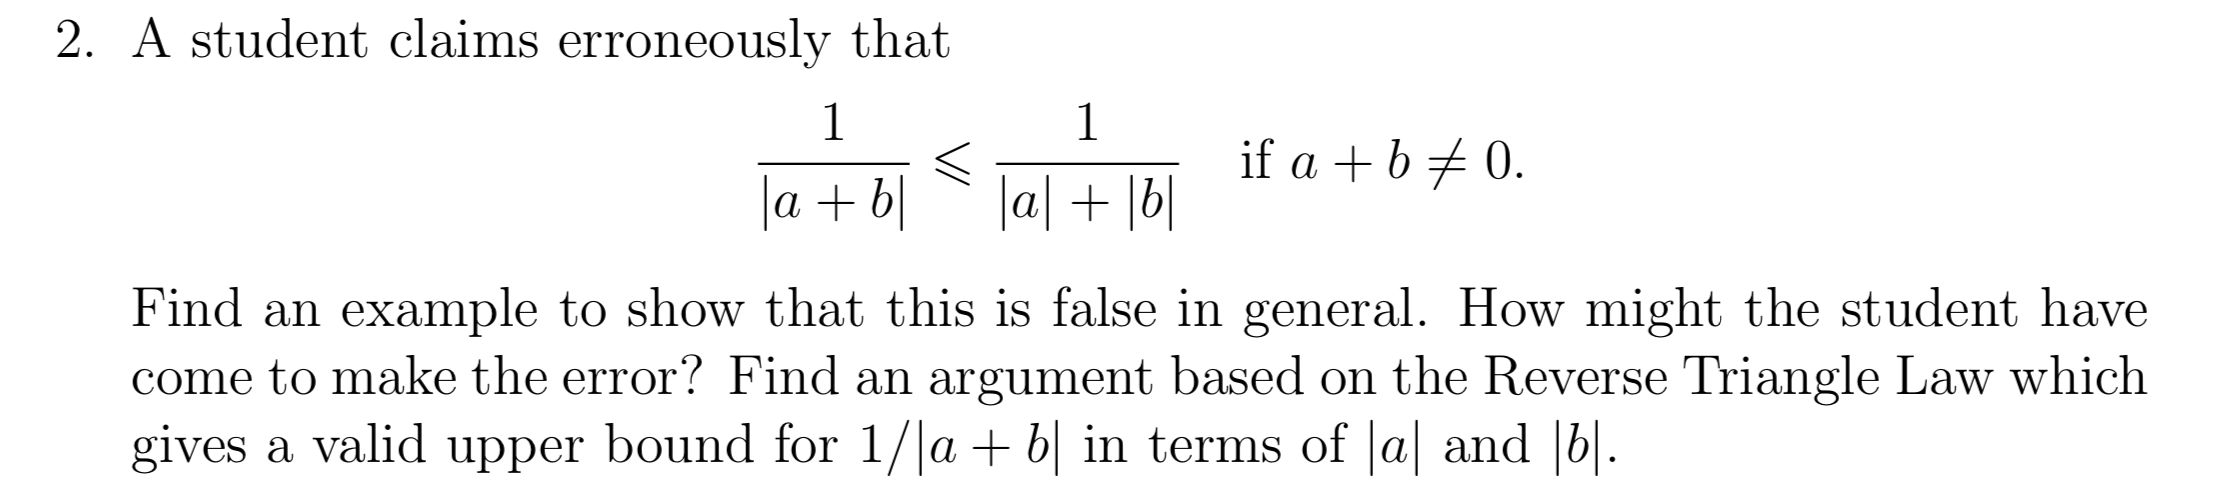 2. A student claims erroneously that
1/|a + b| ⩽ 1/(|a| + |b|) if a + b ≠ 0.
Find an example to show that this is false in general. How might the student have
come to make the error? Find an argument based on the Reverse Triangle Law which
gives a valid upper bound for 1/|a + b| in terms of |a| and |b|.